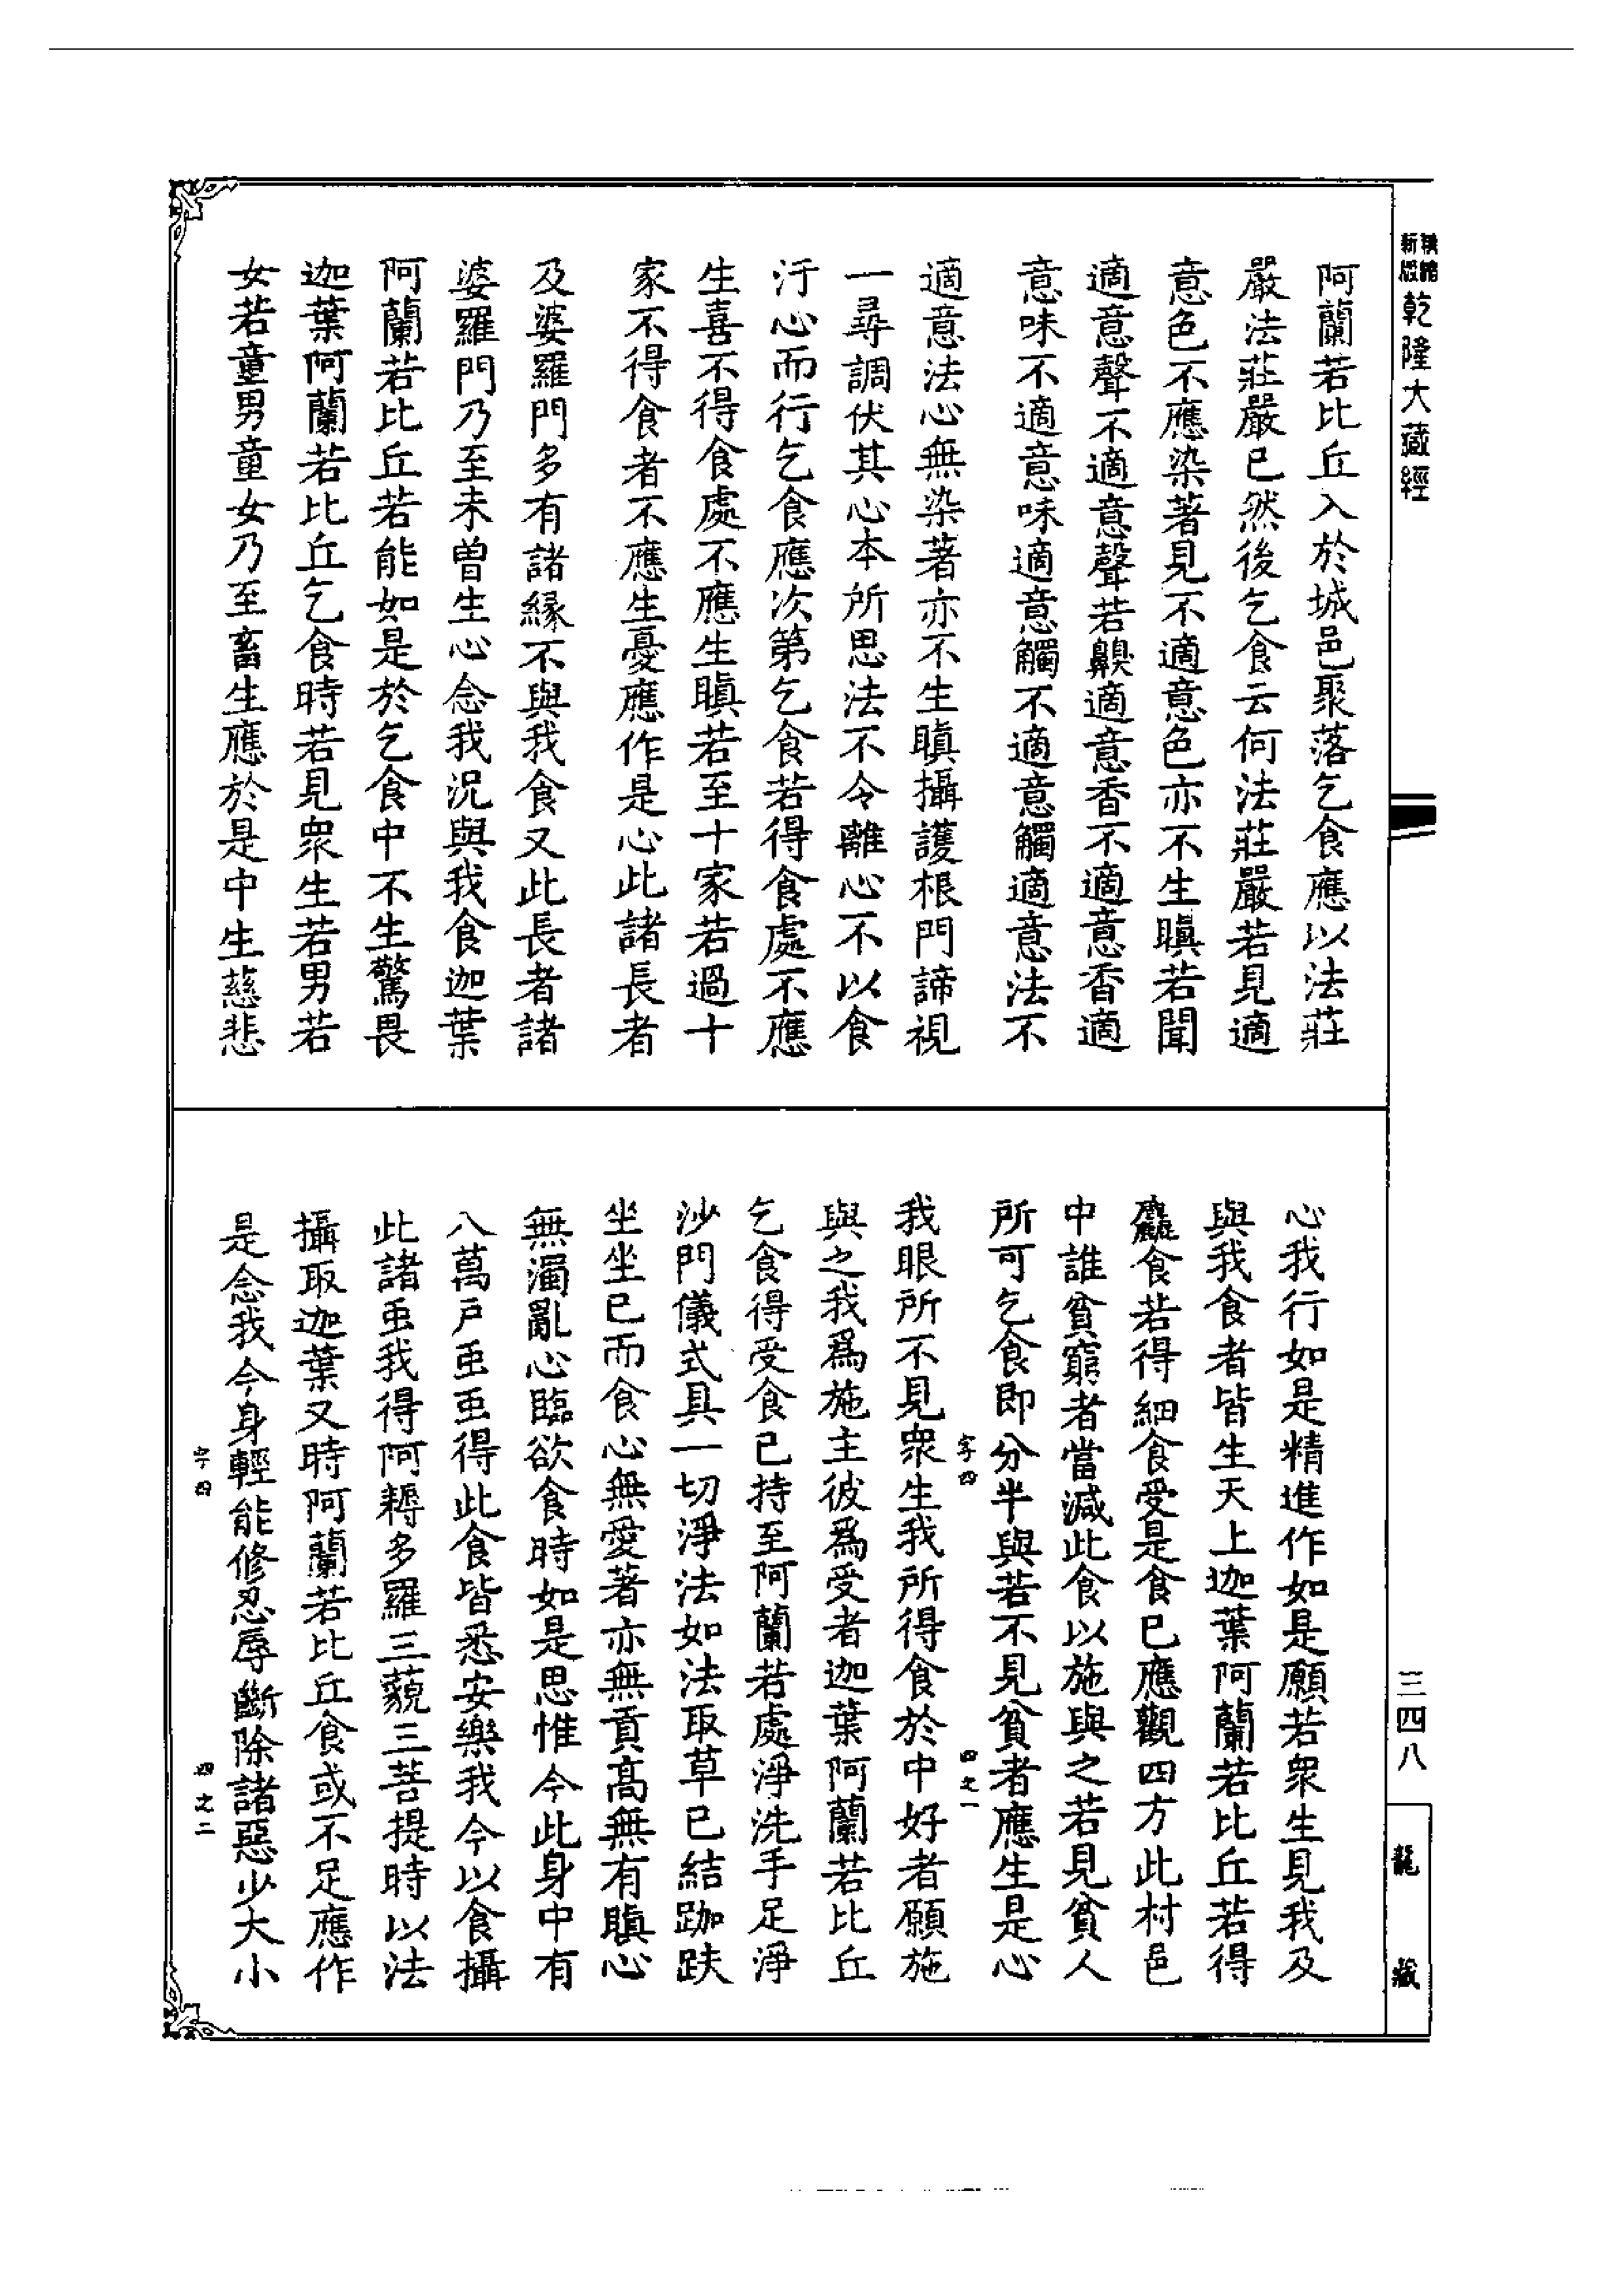 新版
精縮
乾隆大藏經
阿蘭若比丘入於城邑聚落乞食應以法莊
嚴法莊嚴已然後乞食云何法莊嚴若見適
意色不應染著見不適意色亦不生瞋若聞
適意聲不適意聲若齅適意香不適意香適
意味不適意味適意觸不適意觸適意法不
適意法心無染著亦不生瞋攝護根門諦視
一尋調伏其心本所思法不令離心不以食
汙心而行乞食應次第乞食若得食處不應
生喜不得食處不應生瞋若至十家若過十
家不得食者不應生憂應作是心此諸長者
及婆羅門多有諸緣不與我食又此長者諸
婆羅門乃至未曾生心念我況與我食迦葉
阿蘭若比丘若能如是於乞食中不生驚畏
迦葉阿蘭若比丘乞食時若見眾生若男若
女若童男童女乃至畜生應於是中生慈悲
心我行如是精進作如是願若眾生見我及
與我食者皆生天上迦葉阿蘭若比丘若得
麤食若得細食受是食已應觀四方此村邑
中誰貧窮者當減此食以施與之若見貧人
所可乞食即分半與若不見貧者應生是心
字四
四之一
我眼所不見眾生我所得食於中好者願施
與之我為施主彼為受者迦葉阿蘭若比丘
乞食得受食已持至阿蘭若處淨洗手足淨
沙門儀式具一切淨法如法取草已結跏趺
坐坐已而食心無愛著亦無貢高無有瞋心
無濁亂心臨欲食時如是思惟今此身中有
八萬戶蟲蟲得此食皆悉安樂我今以食攝
此諸蟲我得阿耨多羅三藐三菩提時以法
攝取迦葉又時阿蘭若比丘食或不足應作
是念我今身輕能修忍辱斷除諸惡少大小
字四
四之二
三四八
龍藏